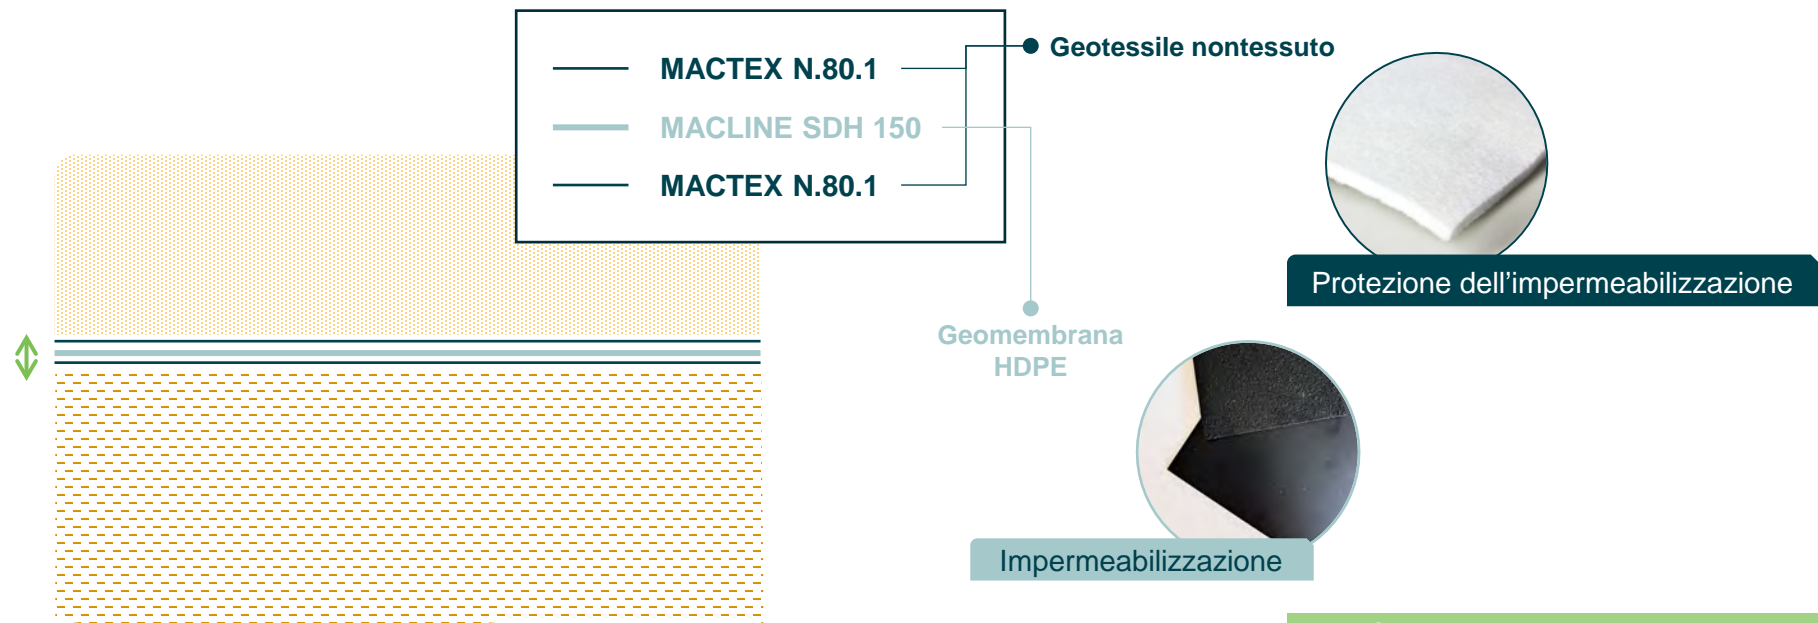 MACTEX N.80.1
MACLINE SDH 150
MACTEX N.80.1
Geotessile nontessuto
Protezione dell’impermeabilizzazione
Geomembrana
HDPE
Impermeabilizzazione